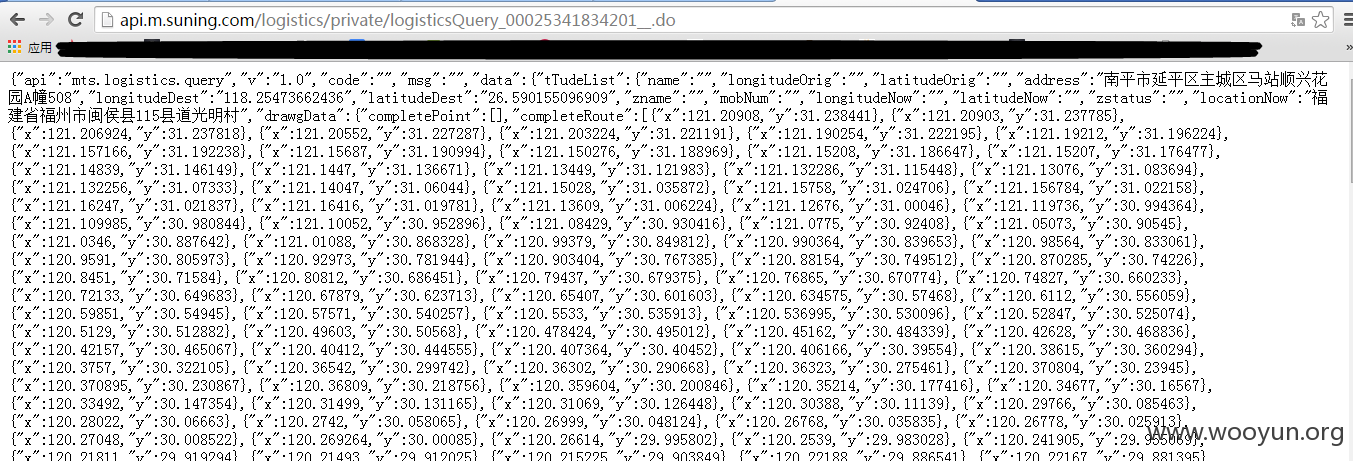 api.m.suning.com/logistics/private/logisticsQuery_00025341834201__.do
应用
»
{"api":"mts.logistics.query","v":"1.0","code":"","msg":"","data":{"tTudeList":{"name":"","longitudeOrig":"","latitudeOrig":"","address":"南平市延平区主城区马站顺兴花
园A幢508","longitudeDest":"118.25473662436","latitudeDest":"26.590155096909","zname":"","mobNum":"","longitudeNow":"","latitudeNow":"","zstatus":"","locationNow":"福
建省福州市闽侯县115县道光明村","drawgData":{"completePoint":[],"completeRoute":[{"x":121.20908,"y":31.238441},{"x":121.20903,"y":31.237785},
{"x":121.206924,"y":31.237818},{"x":121.20552,"y":31.227287},{"x":121.203224,"y":31.221191},{"x":121.190254,"y":31.222195},{"x":121.19212,"y":31.196224},
{"x":121.157166,"y":31.192238},{"x":121.15687,"y":31.190994},{"x":121.150276,"y":31.188969},{"x":121.15208,"y":31.186647},{"x":121.15207,"y":31.176477},
{"x":121.14839,"y":31.146149},{"x":121.1447,"y":31.136671},{"x":121.13449,"y":31.121983},{"x":121.132286,"y":31.115448},{"x":121.13076,"y":31.083694},
{"x":121.132256,"y":31.07333},{"x":121.14047,"y":31.06044},{"x":121.15028,"y":31.035872},{"x":121.15758,"y":31.024706},{"x":121.156784,"y":31.022158},
{"x":121.16247,"y":31.021837},{"x":121.16416,"y":31.019781},{"x":121.13609,"y":31.006224},{"x":121.12676,"y":31.00046},{"x":121.119736,"y":30.994364},
{"x":121.109985,"y":30.980844},{"x":121.10052,"y":30.952896},{"x":121.08429,"y":30.930416},{"x":121.0775,"y":30.92408},{"x":121.05073,"y":30.90545},
{"x":121.0346,"y":30.887642},{"x":121.01088,"y":30.868328},{"x":120.99379,"y":30.849812},{"x":120.990364,"y":30.839653},{"x":120.98564,"y":30.833061},
{"x":120.9591,"y":30.805973},{"x":120.92973,"y":30.781944},{"x":120.903404,"y":30.767385},{"x":120.88154,"y":30.749512},{"x":120.870285,"y":30.74226},
{"x":120.8451,"y":30.71584},{"x":120.80812,"y":30.686451},{"x":120.79437,"y":30.679375},{"x":120.76865,"y":30.670774},{"x":120.74827,"y":30.660233},
{"x":120.72133,"y":30.649683},{"x":120.67879,"y":30.623713},{"x":120.65407,"y":30.601603},{"x":120.634575,"y":30.57468},{"x":120.6112,"y":30.556059},
{"x":120.59851,"y":30.54945},{"x":120.57571,"y":30.540257},{"x":120.5533,"y":30.535913},{"x":120.536995,"y":30.530096},{"x":120.52847,"y":30.525074},
{"x":120.5129,"y":30.512882},{"x":120.49603,"y":30.50568},{"x":120.478424,"y":30.495012},{"x":120.45162,"y":30.484339},{"x":120.42628,"y":30.468836},
{"x":120.42157,"y":30.465067},{"x":120.40412,"y":30.444555},{"x":120.407364,"y":30.40452},{"x":120.406166,"y":30.39554},{"x":120.38615,"y":30.360294},
{"x":120.3757,"y":30.322105},{"x":120.36542,"y":30.299742},{"x":120.36302,"y":30.290668},{"x":120.36323,"y":30.275461},{"x":120.370804,"y":30.23945},
{"x":120.370895,"y":30.230867},{"x":120.36809,"y":30.218756},{"x":120.359604,"y":30.200846},{"x":120.35214,"y":30.177416},{"x":120.34677,"y":30.16567},
{"x":120.33492,"y":30.147354},{"x":120.31499,"y":30.131165},{"x":120.31069,"y":30.126448},{"x":120.30388,"y":30.11139},{"x":120.29766,"y":30.085463},
{"x":120.28022,"y":30.06663},{"x":120.2742,"y":30.058065},{"x":120.26999,"y":30.048124},{"x":120.26768,"y":30.035835},{"x":120.26778,"y":30.025913},
{"x":120.27048,"y":30.008522},{"x":120.269264,"y":30.00085},{"x":120.26614,"y":29.995802},{"x":120.2539,"y":29.983028},{"x":120.241905,"y":
{"x":120.21811,"y":29.919294},{"x":120.21493,"y":29.912025},{"x":120.215225,"y":29.903849},{"x":120.22188,"y":29.886541},{"x":120.22167,"y":29.881395},
www.wooyun.org